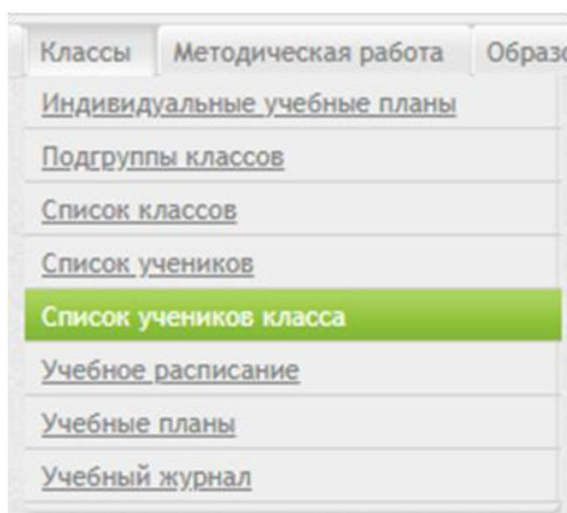 Классы Методическая работа Образо
Индивидуальные учебные планы
Подгруппы классов
Список классов
Список учеников
Список учеников класса
Учебное расписание
Учебные планы
Учебный журнал